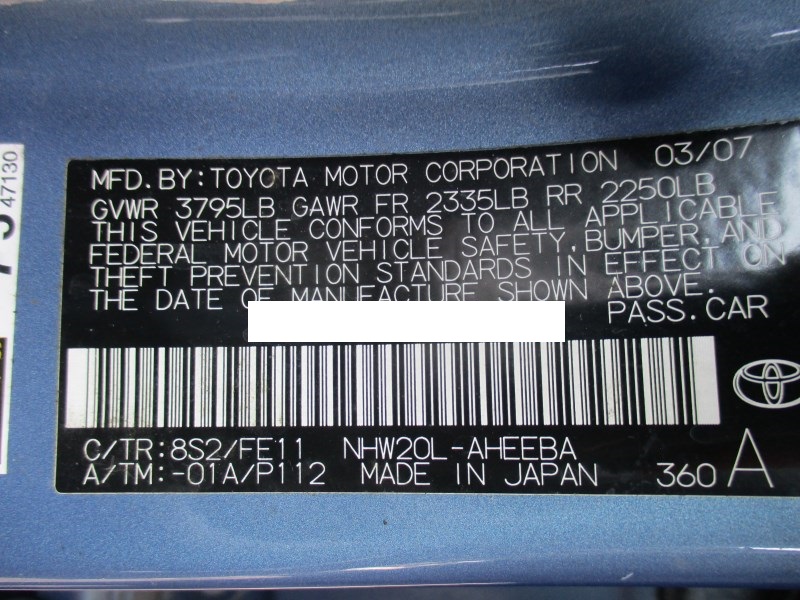 47130
MFD.BY:TOYOTA MOTOR CORPORATION 03/07
GVWR 3795LB GAWR FR 2335LB RR 2250LB
THIS VEHICLE CONFORMS TO ALL APPLICABLE
FEDERAL MOTOR VEHICLE SAFETY, BUMPER, AND
THEFT PREVENTION STANDARDS IN EFFECT ON
THE DATE OF MANUFACTURE SHOWN ABOVE.
PASS.CAR
C/TR:8S2/FE11 NHW20L-AHEEBA
A/TM:-01A/P112 MADE IN JAPAN 360 A